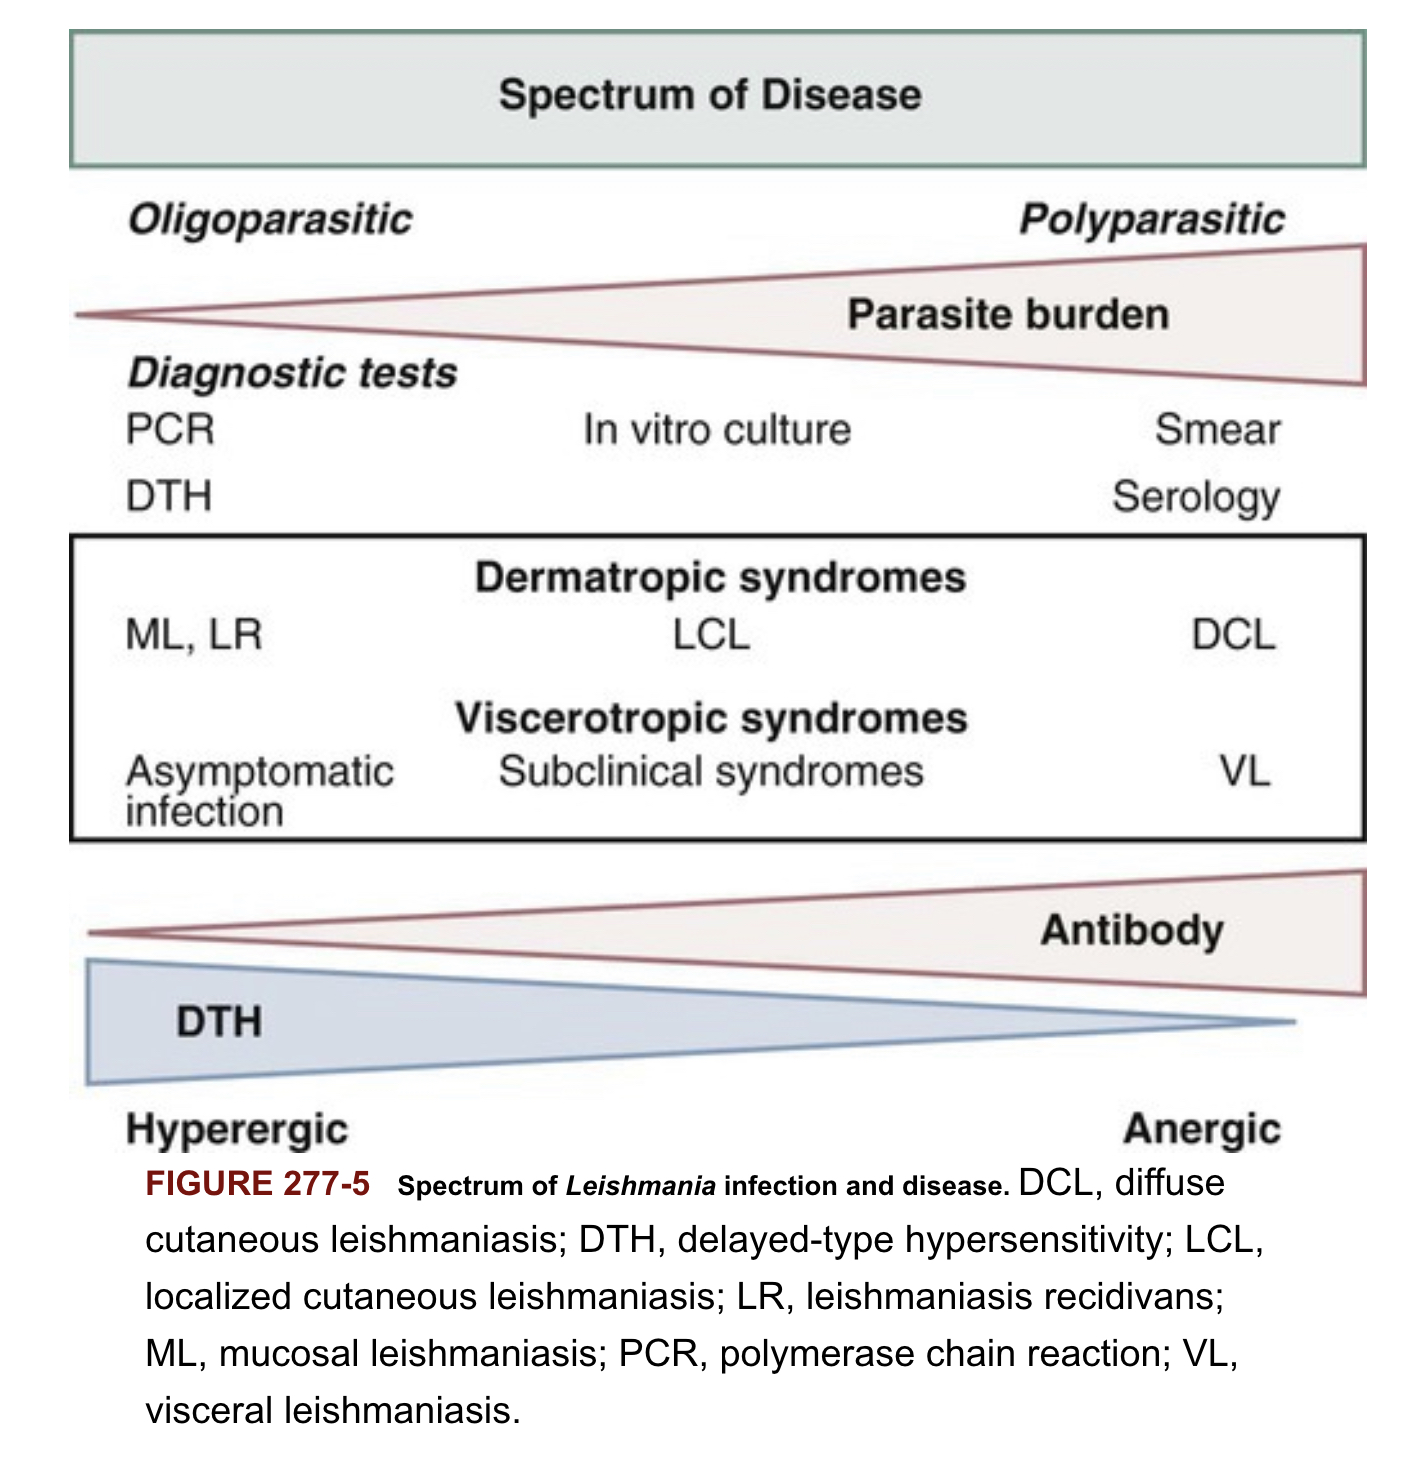 Spectrum of Disease
Oligoparasitic Polyparasitic
Parasite burden
Diagnostic tests
PCR In vitro culture Smear
DTH Serology
Dermatropic syndromes
ML, LR LCL DCL
Viscerotropic syndromes
Asymptomatic Subclinical syndromes VL
infection
Antibody
DTH
Hyperergic Anergic
FIGURE 277-5 Spectrum of Leishmania infection and disease. DCL, diffuse
cutaneous leishmaniasis; DTH, delayed-type hypersensitivity; LCL,
localized cutaneous leishmaniasis; LR, leishmaniasis recidivans;
ML, mucosal leishmaniasis; PCR, polymerase chain reaction; VL,
visceral leishmaniasis.